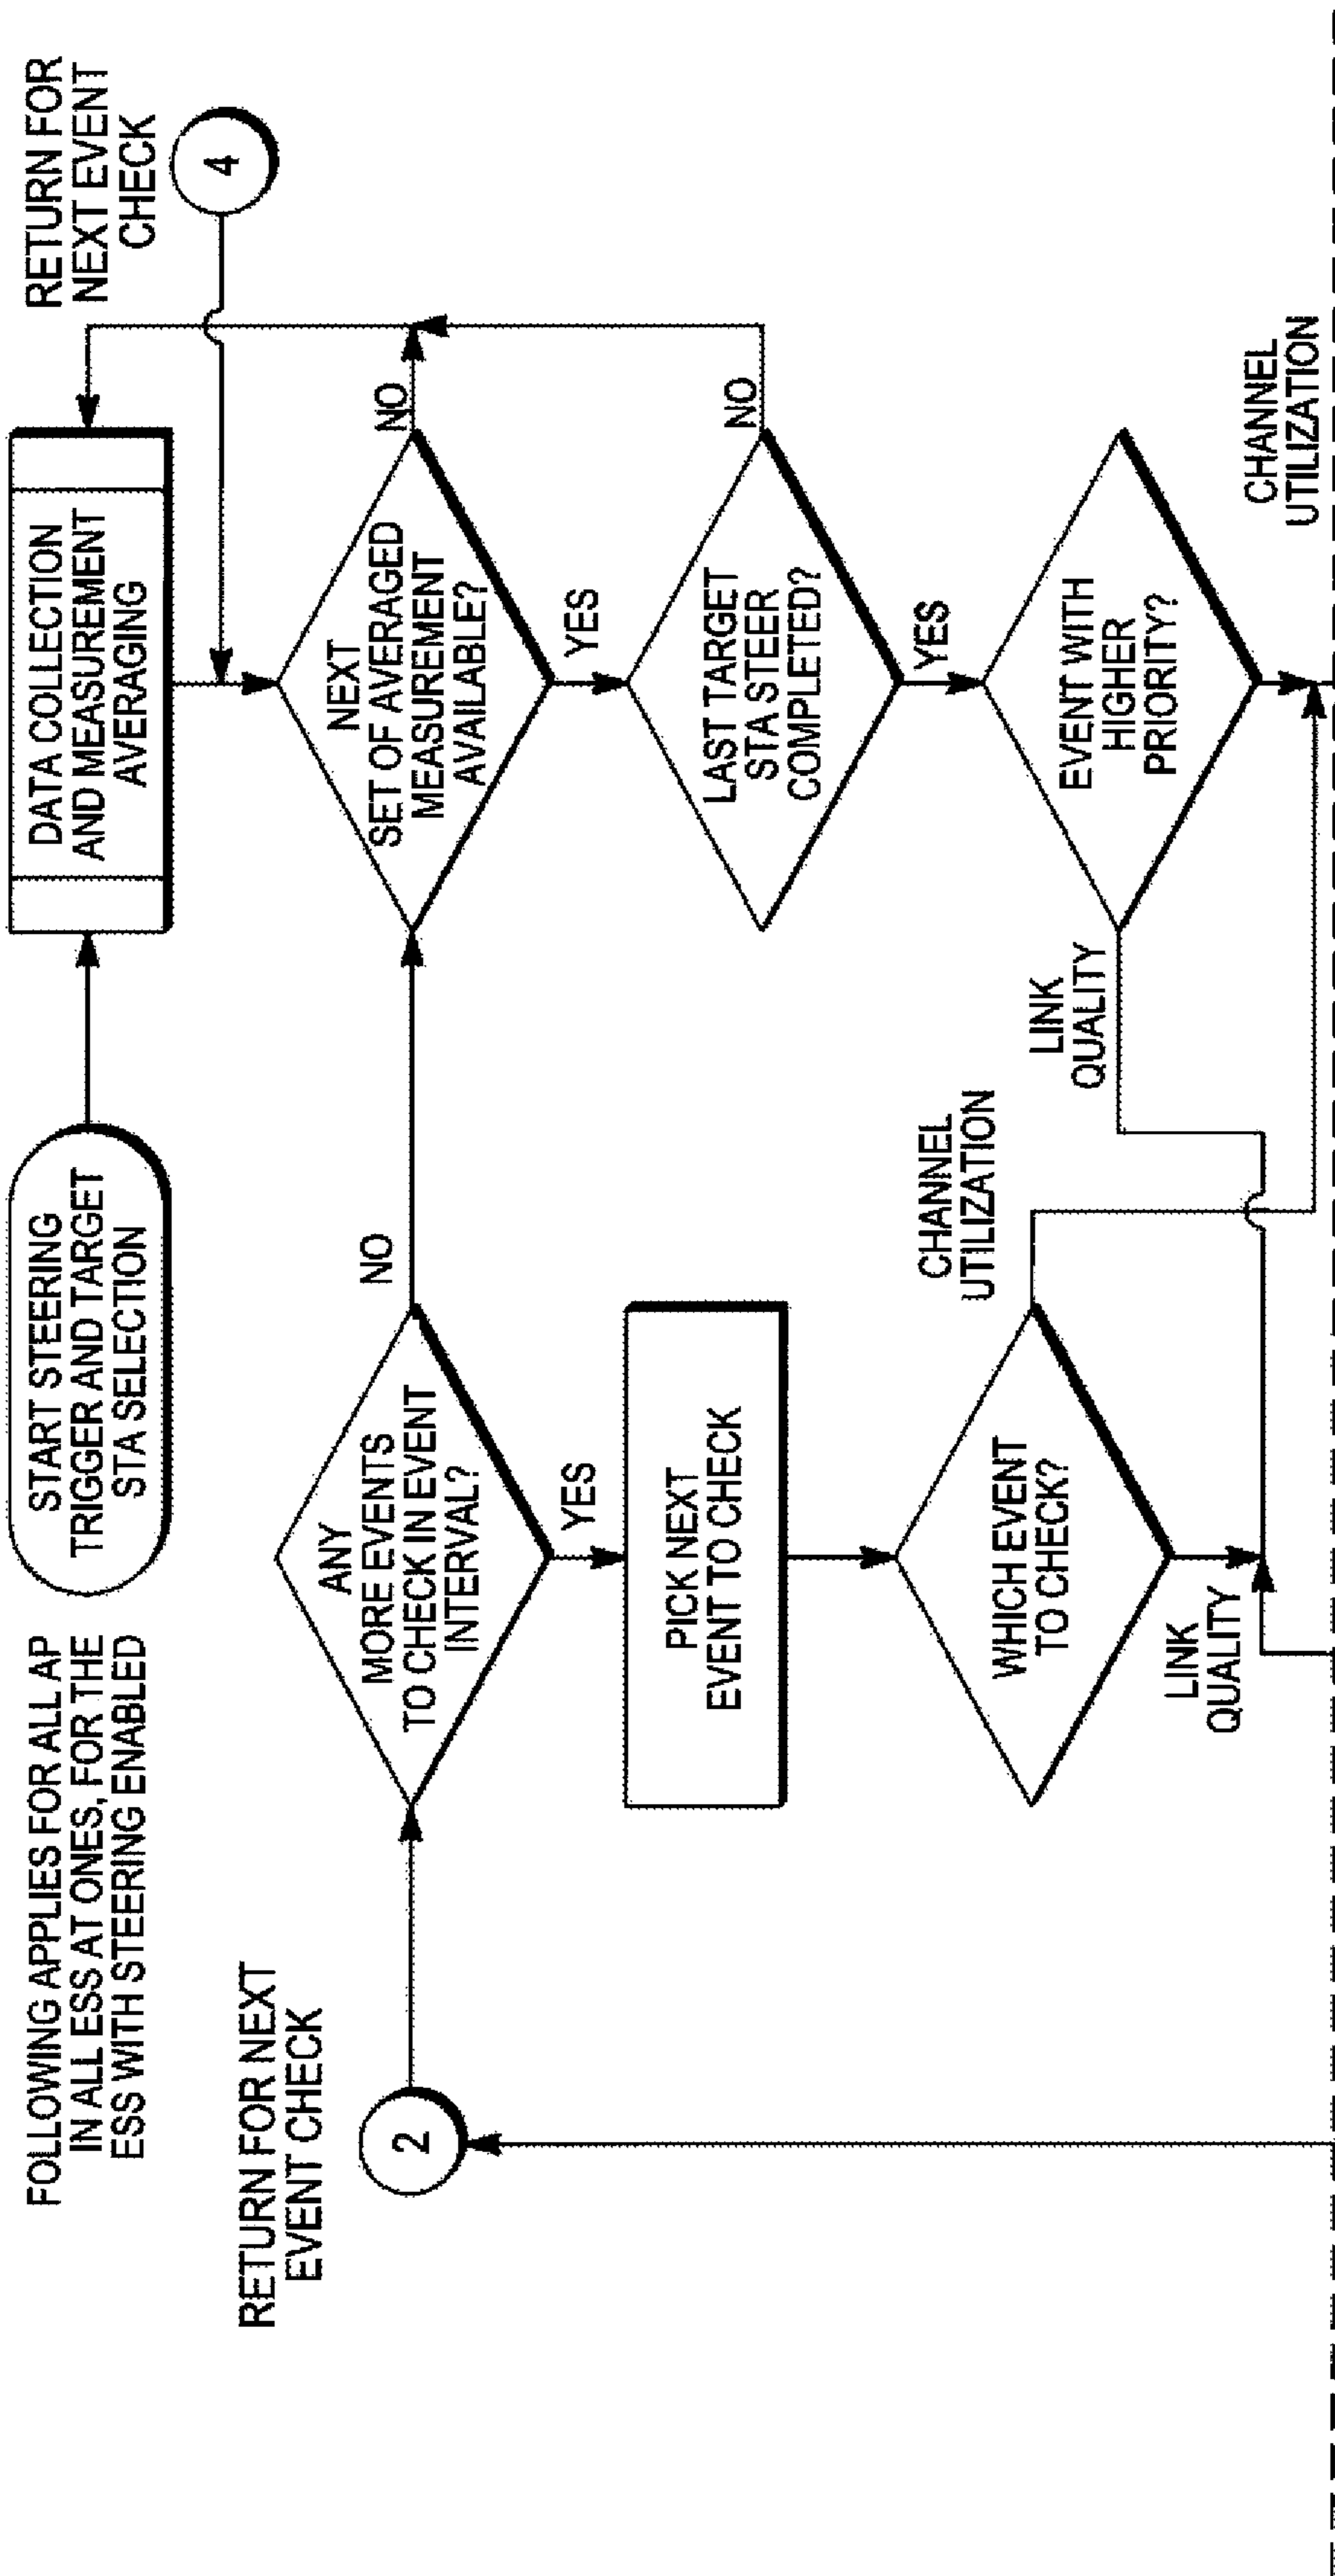 FOLLOWING APPLIES FOR ALL AP
IN ALL ESS AT ONES, FOR THE
ESS WITH STEERING ENABLED
START STEERING
TRIGGER AND TARGET
STA SELECTION
DATA COLLECTION
AND MEASUREMENT
AVERAGING
RETURN FOR
NEXT EVENT
CHECK
4
RETURN FOR NEXT
EVENT CHECK
2
ANY
MORE EVENTS
TO CHECK IN EVENT
INTERVAL?
NO
YES
NEXT
SET OF AVERAGED
MEASUREMENT
AVAILABLE?
NO
YES
PICK NEXT
EVENT TO CHECK
LAST TARGET
STA STEER
COMPLETED?
NO
YES
WHICH EVENT
TO CHECK?
CHANNEL
UTILIZATION
LINK
QUALITY
EVENT WITH
HIGHER
PRIORITY?
LINK
QUALITY
CHANNEL
UTILIZATION